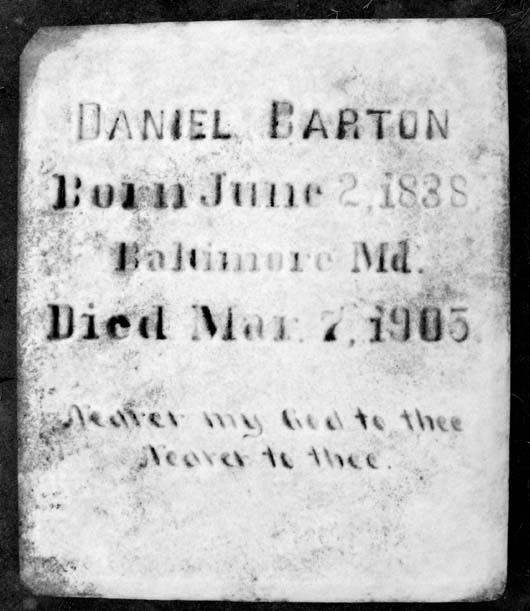 DANIEL BARTON
Born June 2, 1838
Baltimore Md.
Died Mar. 7, 1905.
Nearer my God to thee
Nearer to thee.